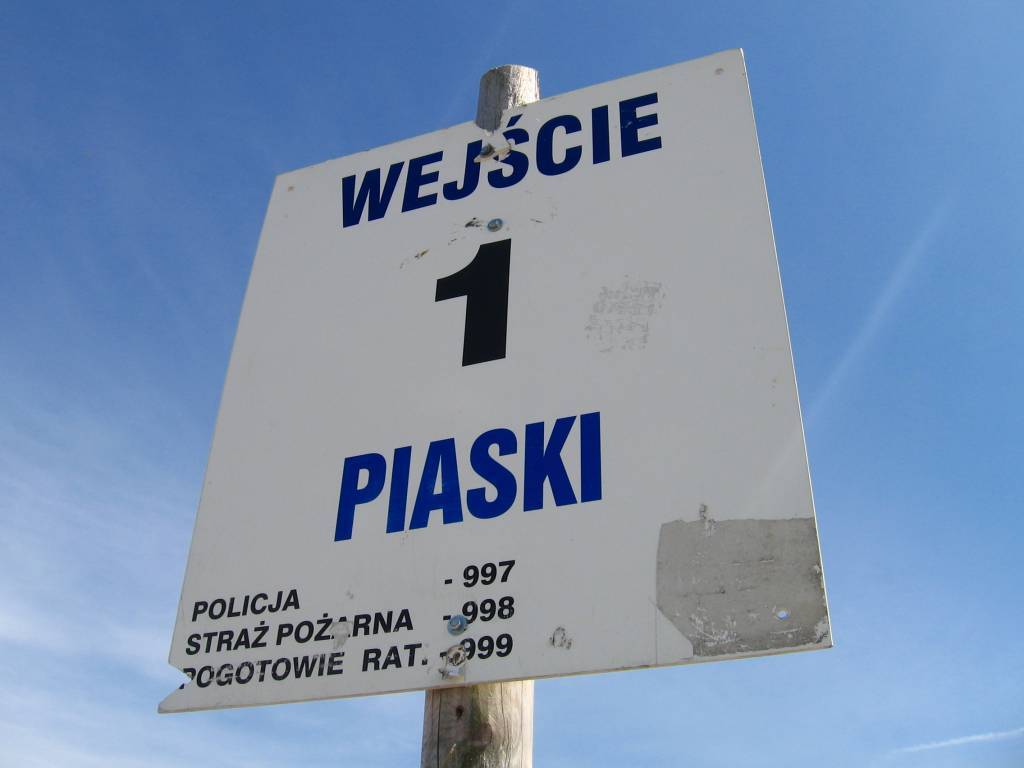 WEJŚCIE
1
PIASKI
POLICJA - 997
STRAŻ POŻARNA - 998
POGOTOWIE RAT. - 999